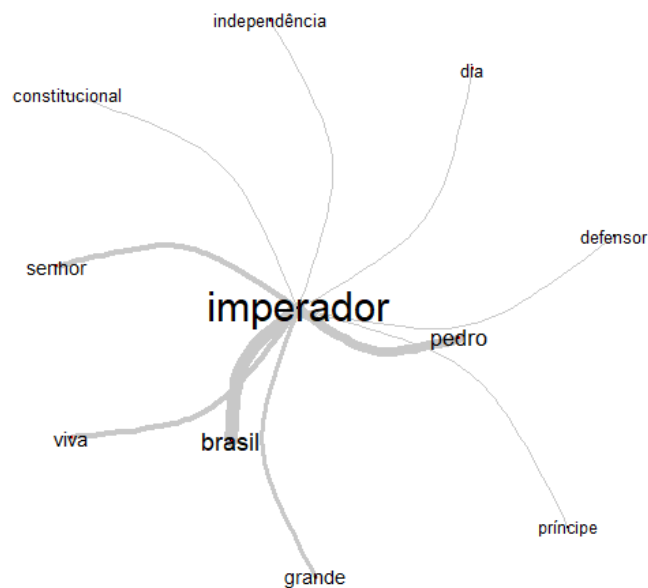 independência
dia
constitucional
defensor
senhor
imperador
pedro
viva
brasil
príncipe
grande